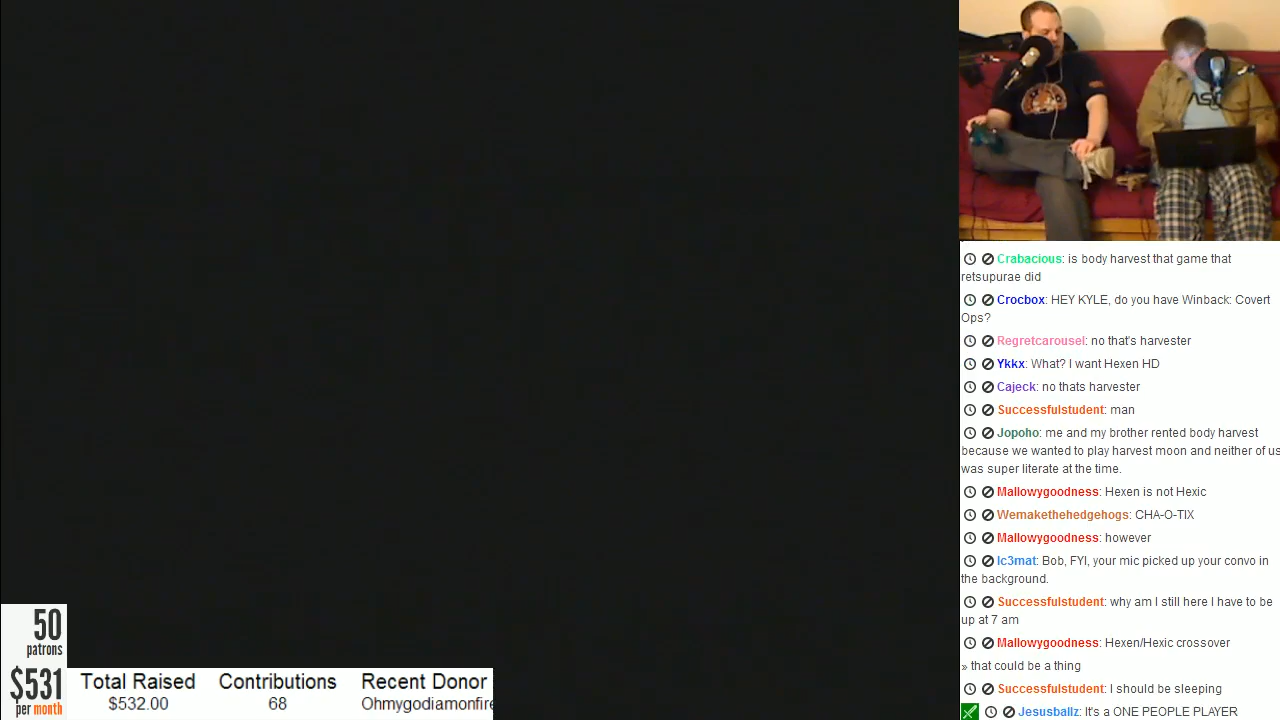 Crabacious: is body harvest that game that
retsupurae did
Crocbox: HEY KYLE, do you have Winback: Covert
Ops?
Regretcarousel: no that's harvester
Ykkx: What? I want Hexen HD
Cajeck: no thats harvester
Successfulstudent: man
Jopoho: me and my brother rented body harvest
because we wanted to play harvest moon and neither of us
was super literate at the time.
Mallowygoodness: Hexen is not Hexic
Wemakethehedgehogs: CHA-O-TIX
Mallowygoodness: however
Ic3mat: Bob, FYI, your mic picked up your convo in
the background.
Successfulstudent: why am I still here I have to be
up at 7 am
Mallowygoodness: Hexen/Hexic crossover
» that could be a thing
Successfulstudent: I should be sleeping
Jesusballz: It's a ONE PEOPLE PLAYER
50
patrons
$531
per month
Total Raised
$532.00
Contributions
68
Recent Donor
Ohmygodiamonfire